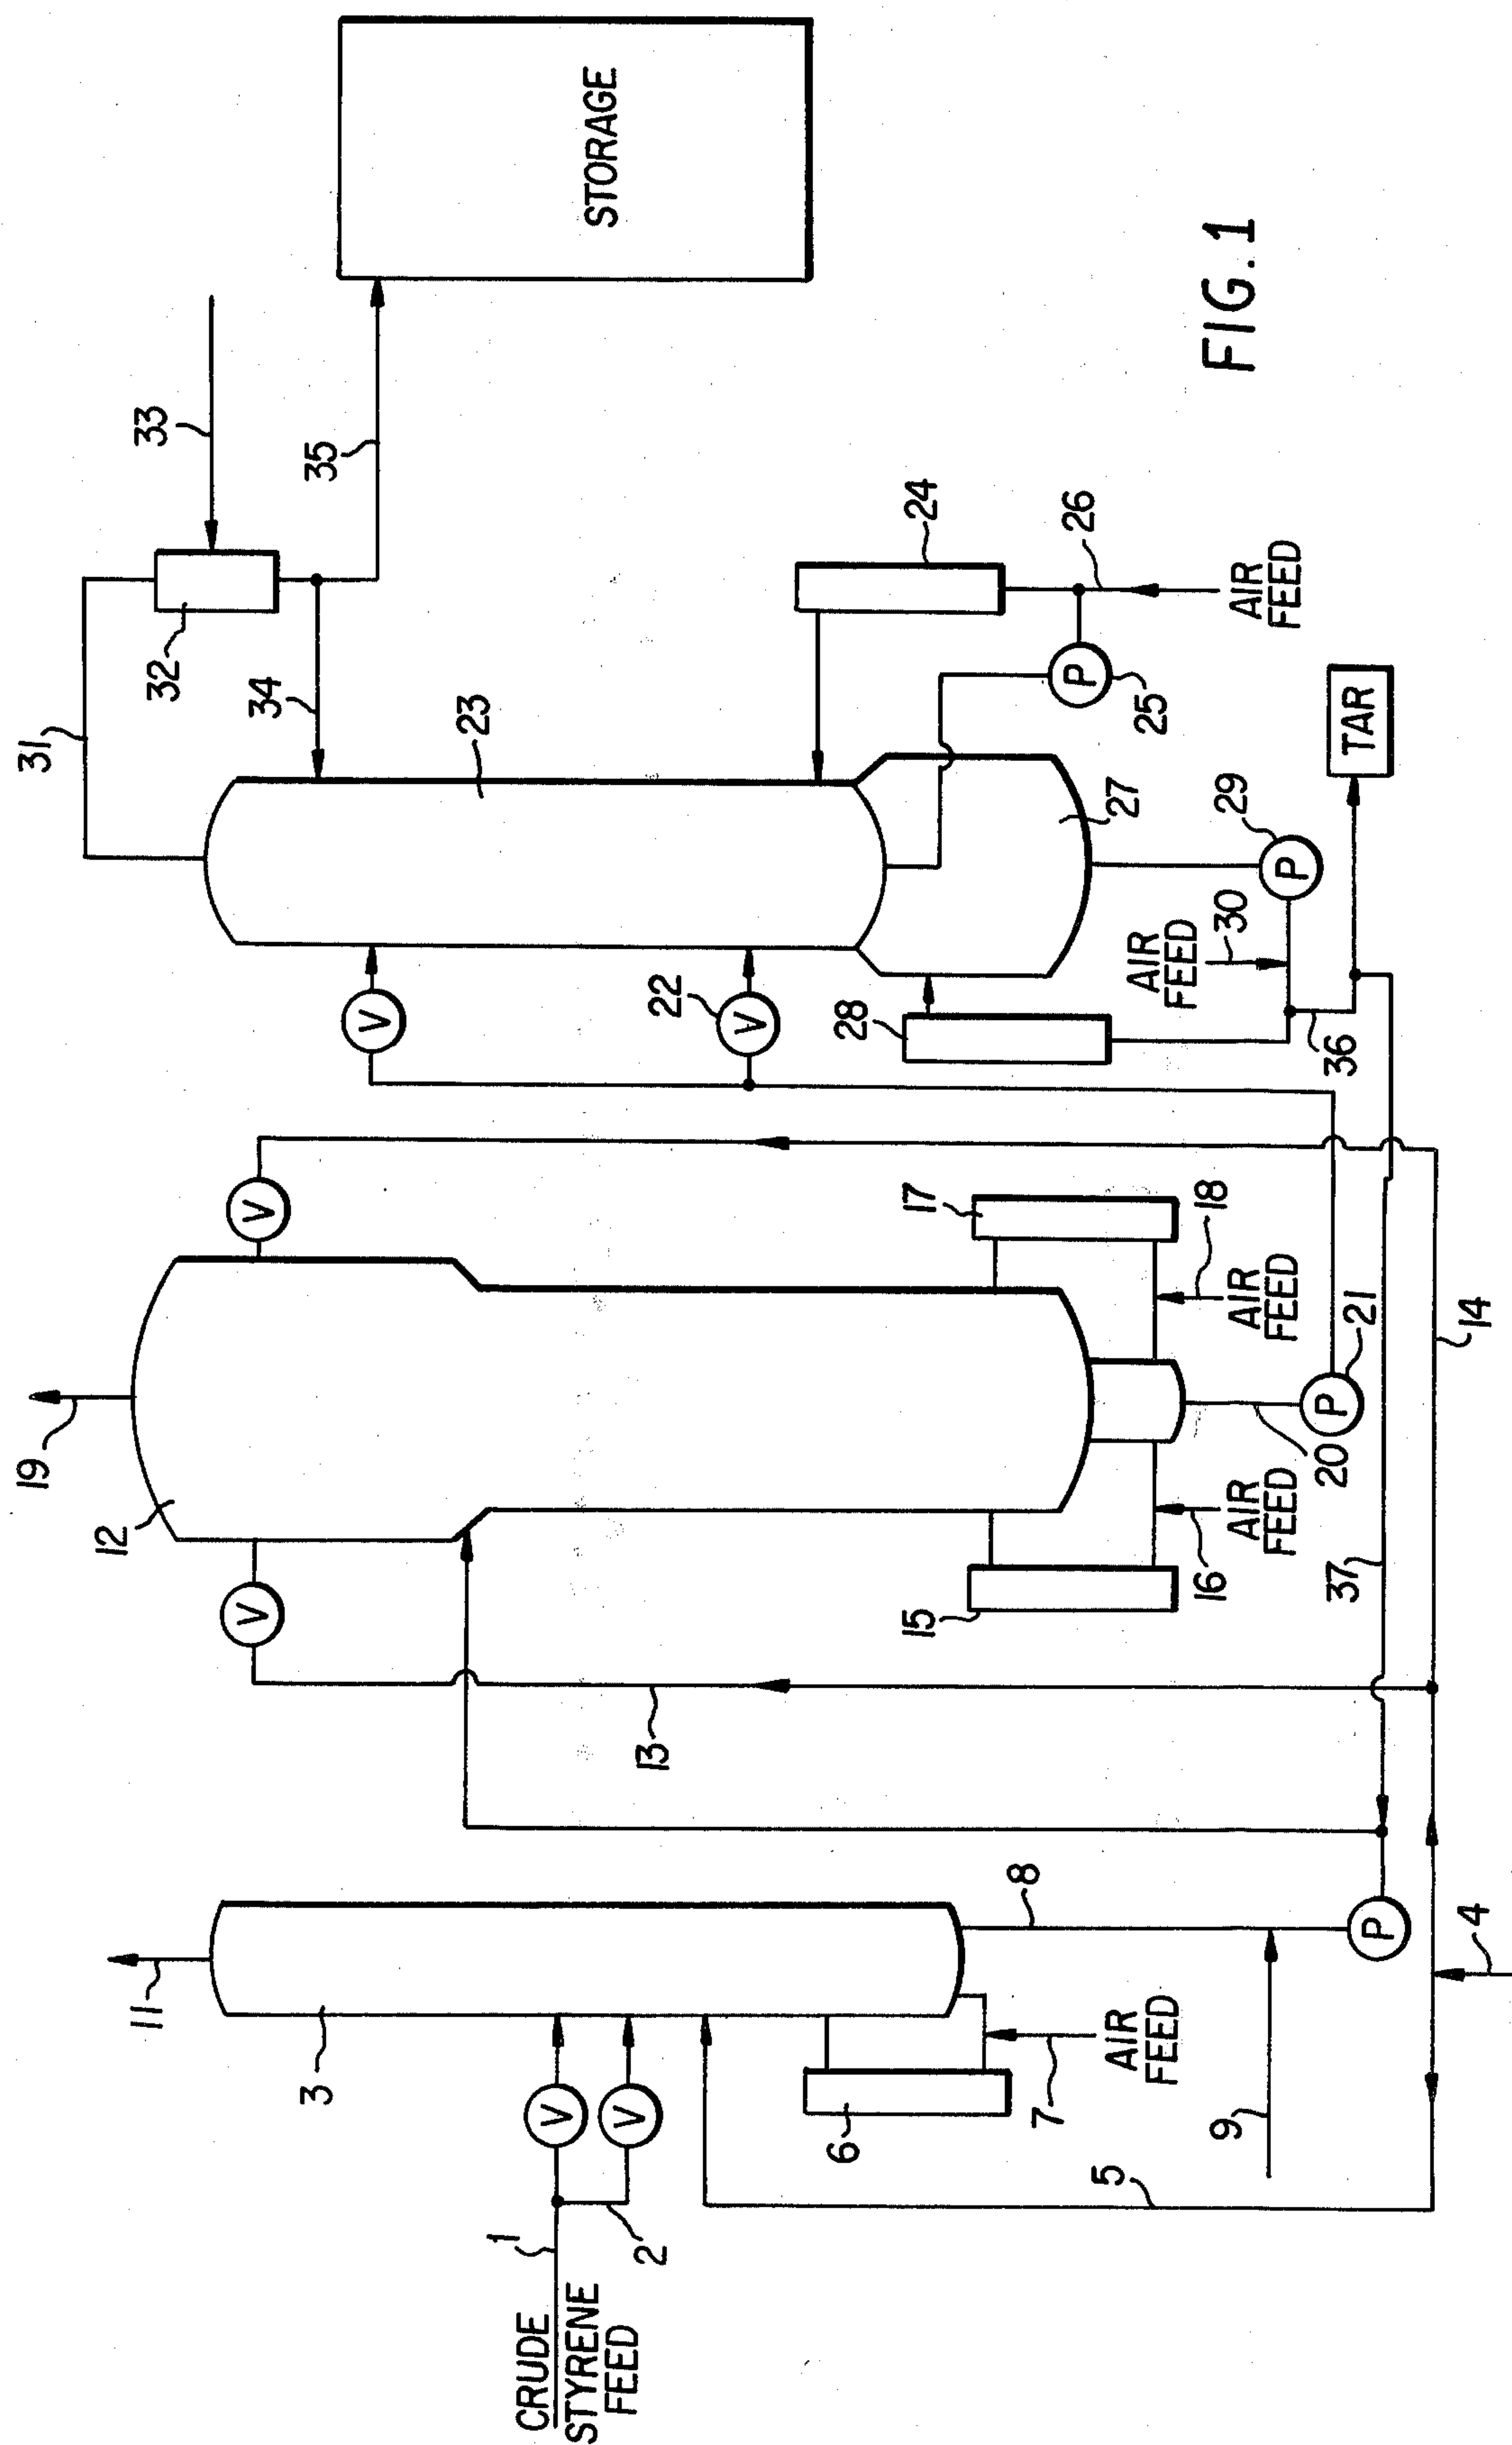 11
3
1
CRUDE
STYRENE
FEED
2
V
V
6
7
AIR
FEED
5
9
8
P
4
19
12
V
V
13
15
16
AIR
FEED
17
18
AIR
FEED
20
P
21
37
14
31
32
33
34
35
23
V
22
V
24
25
P
26
AIR
FEED
27
28
AIR
FEED
30
29
P
36
TAR
STORAGE
FIG. 1